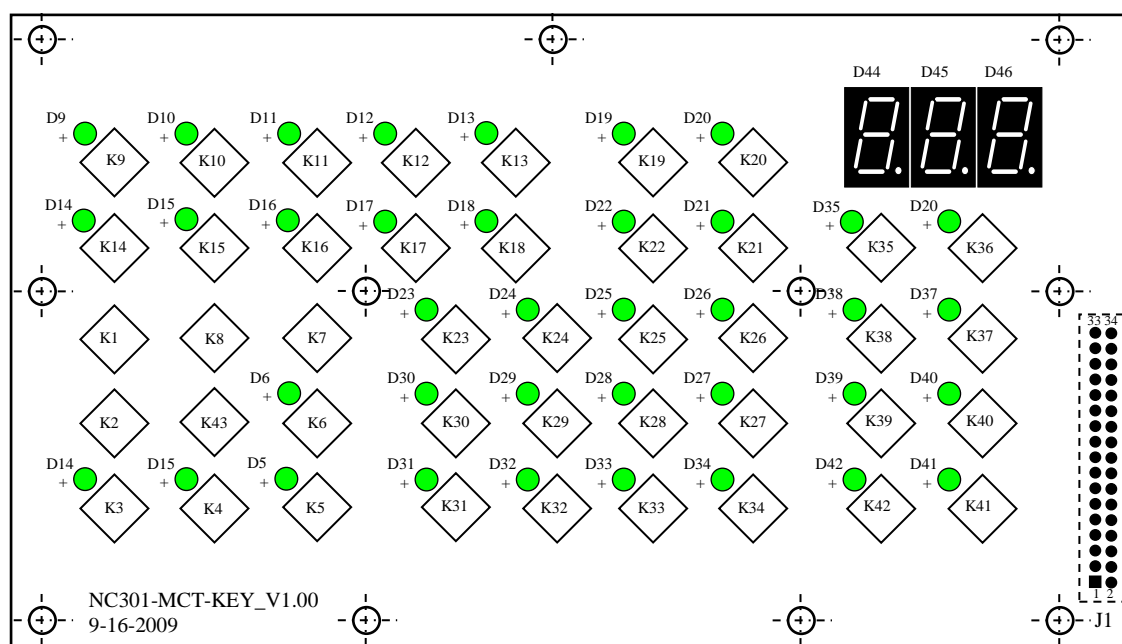 D44 D45 D46
D9 D10 D11 D12 D13 D19 D20
+ + + + + + +
K9 K10 K11 K12 K13 K19 K20
D14 D15 D16 D17 D18 D22 D21 D35 D20
+ + + + + + + + +
K14 K15 K16 K17 K18 K22 K21 K35 K36
D23 D24 D25 D26 D38 D37
+ + + + + +
K1 K8 K7 K23 K24 K25 K26 K38 K37
33 34
D6 D30 D29 D28 D27 D39 D40
+ + + + + + +
K2 K43 K6 K30 K29 K28 K27 K39 K40
D14 D15 D5 D31 D32 D33 D34 D42 D41
+ + + + + + + + +
K3 K4 K5 K31 K32 K33 K34 K42 K41
1 2
J1
NC301-MCT-KEY_V1.00
9-16-2009